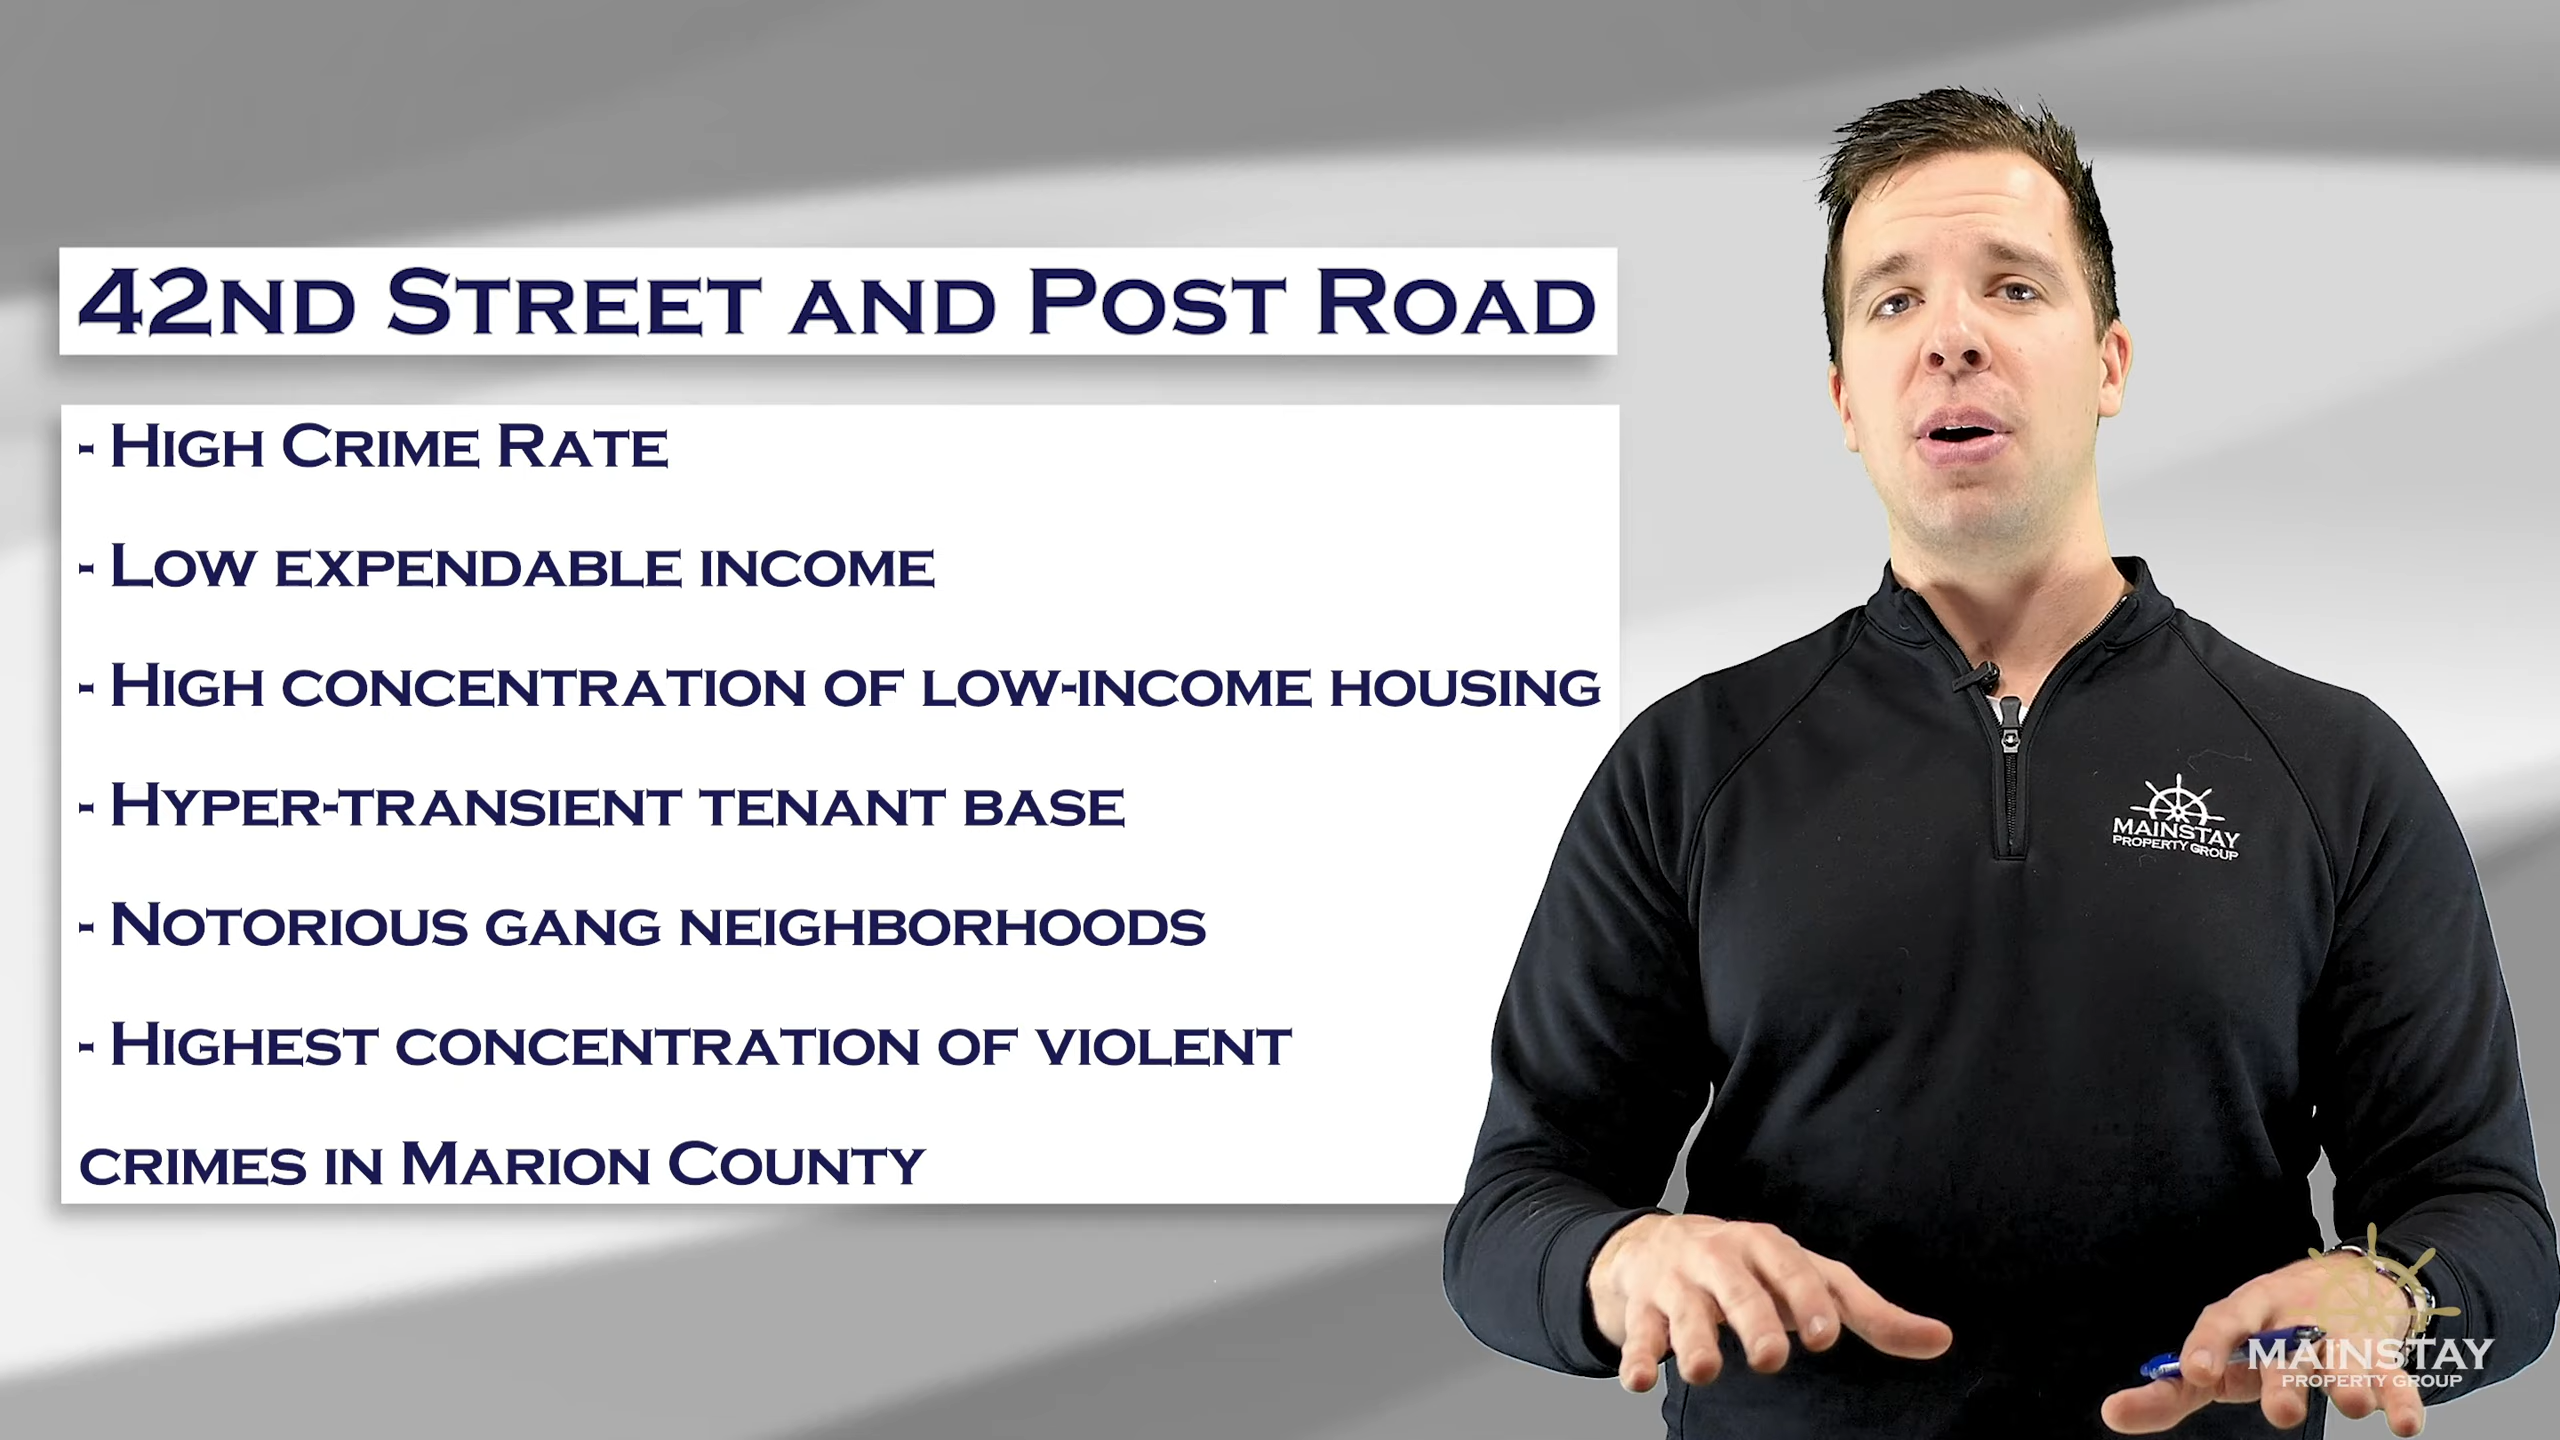 42nd Street and Post Road
- High Crime Rate
- Low expendable income
- High concentration of low-income housing
- Hyper-transient tenant base
- Notorious gang neighborhoods
- Highest concentration of violent
crimes in Marion County
MAINSTAY
PROPERTY GROUP
MAINSTAY
PROPERTY GROUP